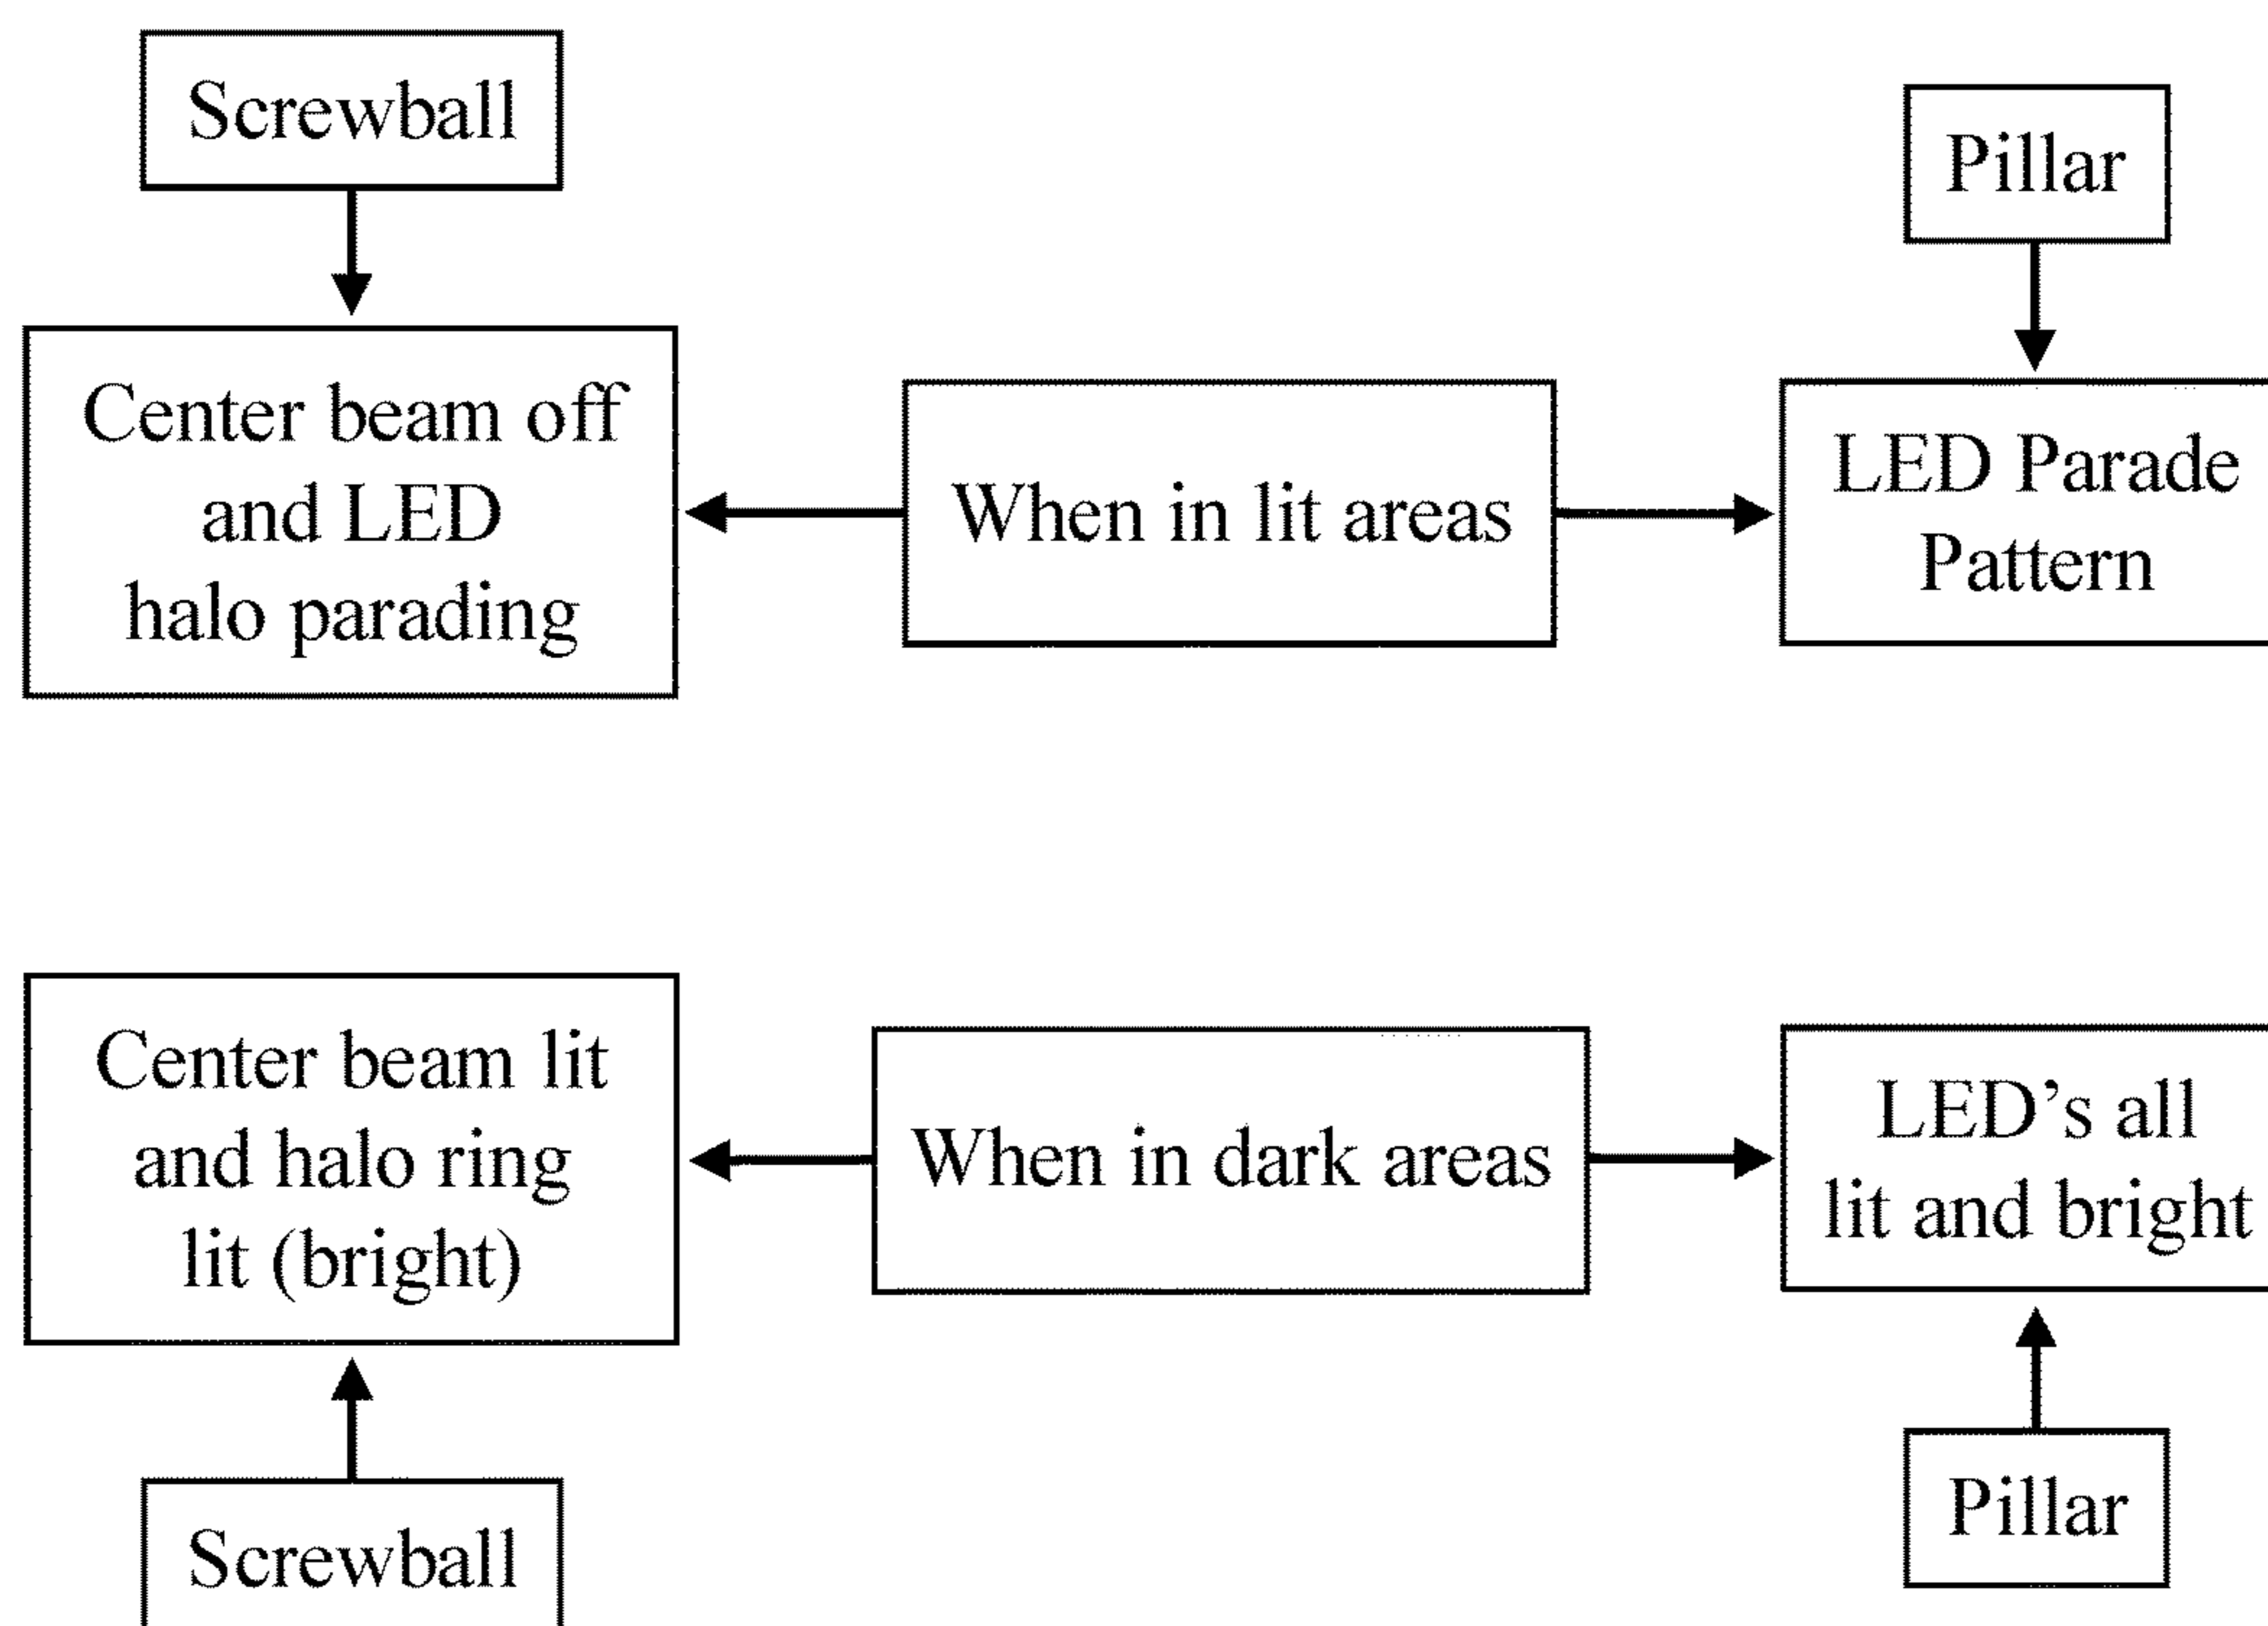 Screwball
Pillar
Center beam off
and LED
halo parading
When in lit areas
LED Parade
Pattern
Center beam lit
and halo ring
lit (bright)
When in dark areas
LED’s all
lit and bright
Screwball
Pillar